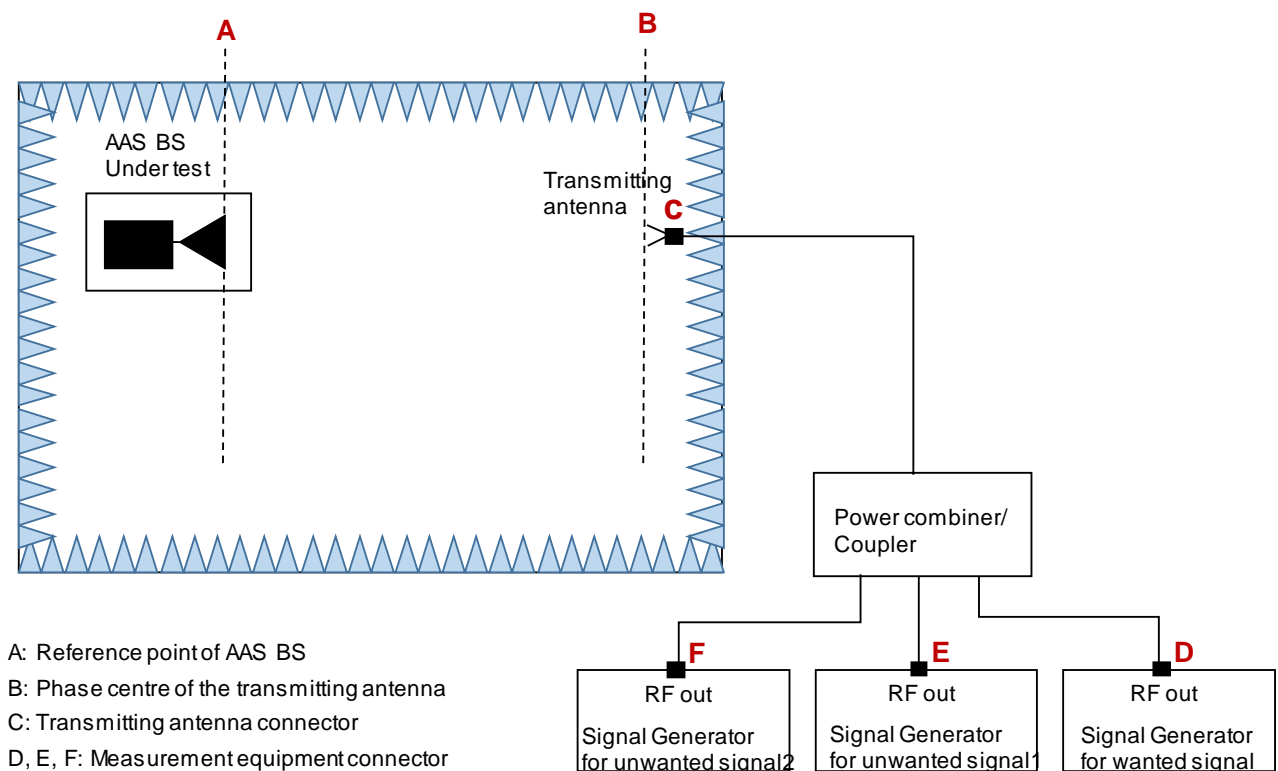 A
B
AAS BS
Under test
Transmitting
antenna
C
Power combiner/
Coupler
A: Reference point of AAS BS
B: Phase centre of the transmitting antenna
C: Transmitting antenna connector
D, E, F: Measurement equipment connector
F
RF out
Signal Generator
for unwanted signal2
E
RF out
Signal Generator
for unwanted signal1
D
RF out
Signal Generator
for wanted signal